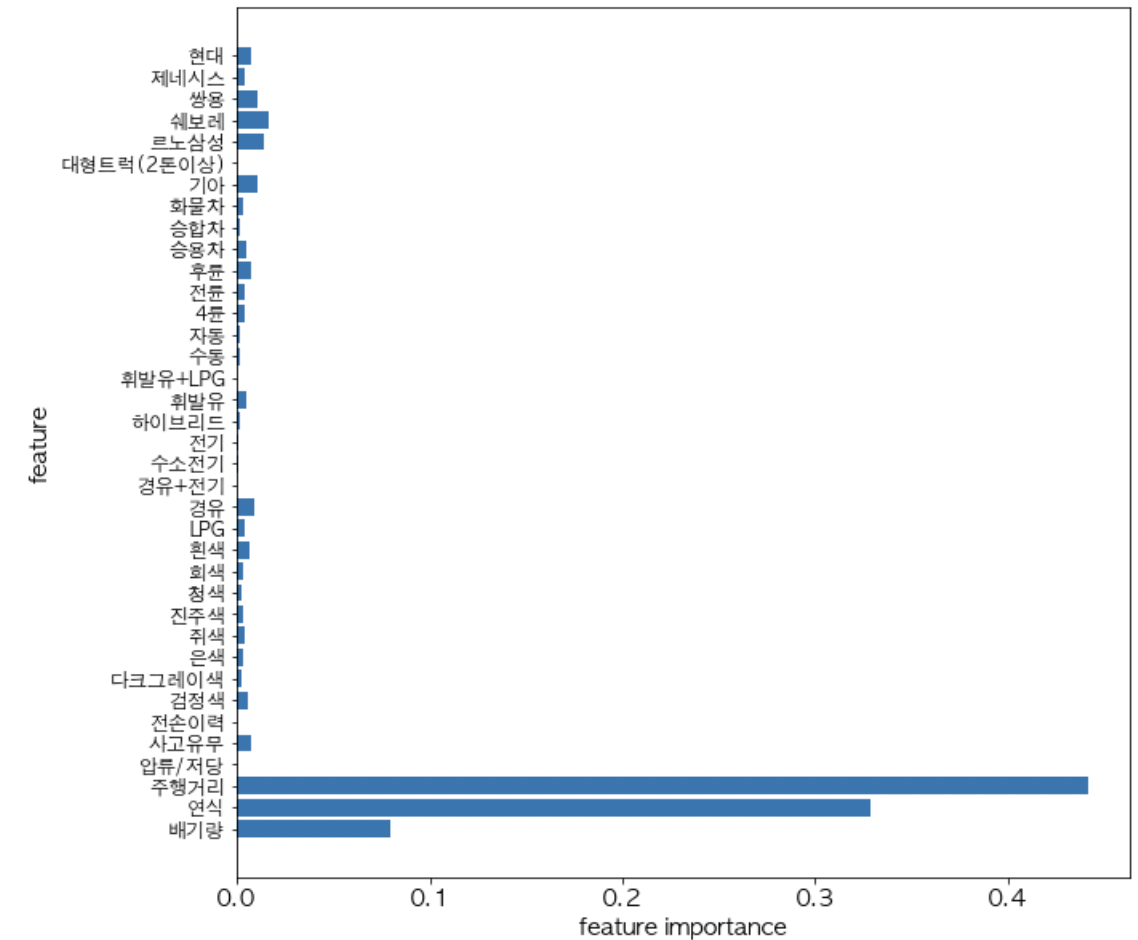 현대
제네시스
쌍용
쉐보레
르노삼성
대형트럭(2톤이상)
기아
화물차
승합차
승용차
후륜
전륜
4륜
자동
수동
휘발유+LPG
휘발유
하이브리드
전기
수소전기
경유+전기
경유
LPG
흰색
회색
청색
진주색
쥐색
은색
다크그레이색
검정색
전손이력
사고유무
압류/저당
주행거리
연식
배기량
feature
0.0 0.1 0.2 0.3 0.4
feature importance